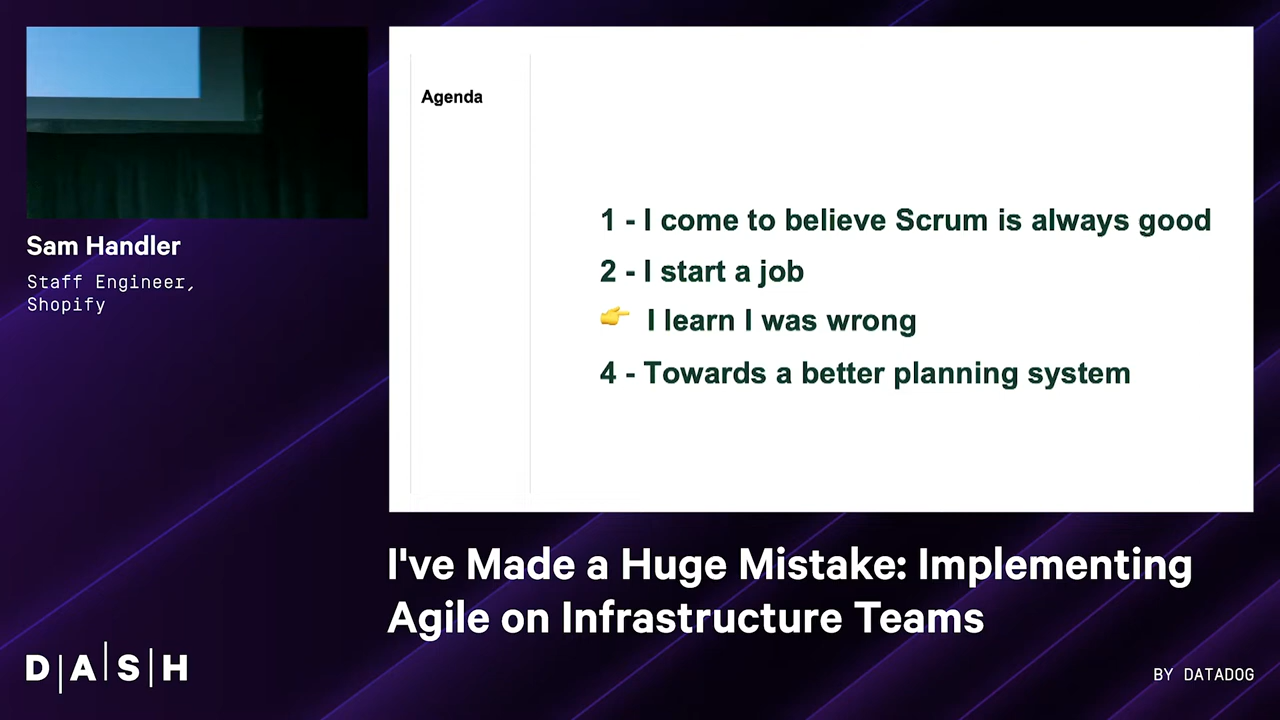 Sam Handler
Staff Engineer,
Shopify
Agenda
1 - I come to believe Scrum is always good
2 - I start a job
👉 I learn I was wrong
4 - Towards a better planning system
I've Made a Huge Mistake: Implementing
Agile on Infrastructure Teams
D|A|S|H
BY DATADOG